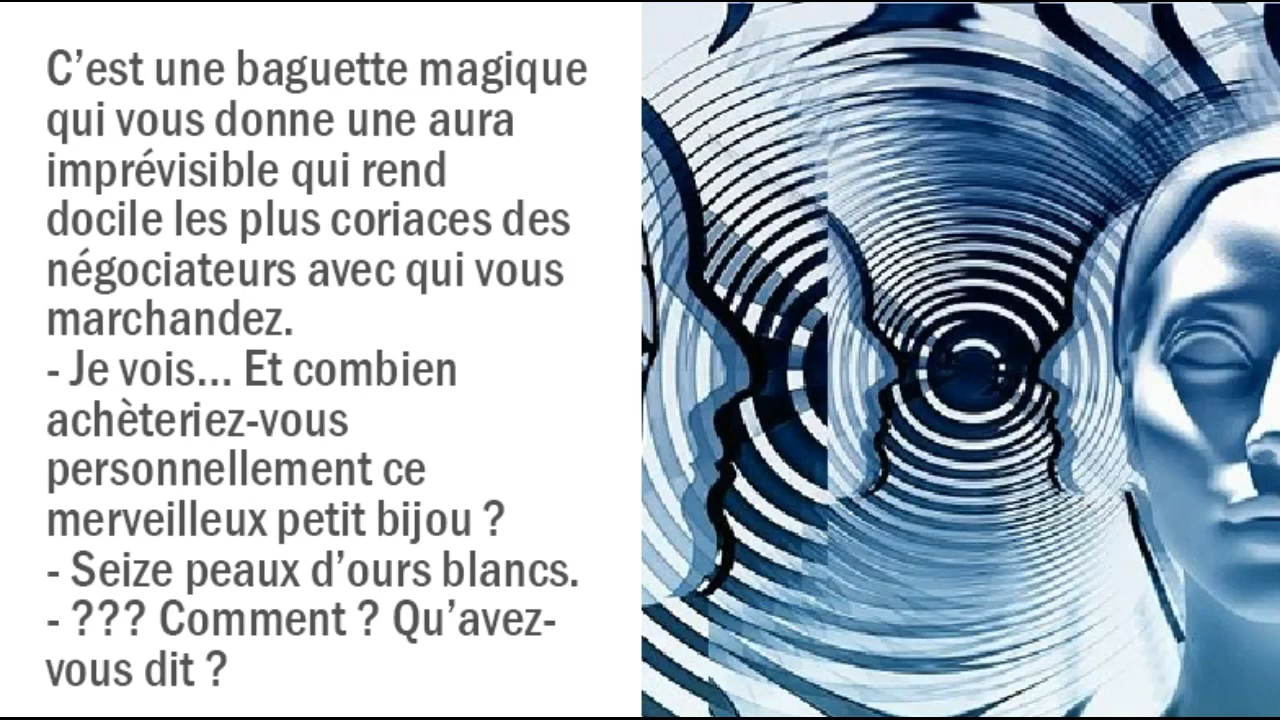 C’est une baguette magique
qui vous donne une aura
imprévisible qui rend
docile les plus coriaces des
négociateurs avec qui vous
marchandez.
- Je vois... Et combien
achèteriez-vous
personnellement ce
merveilleux petit bijou ?
- Seize peaux d’ours blancs.
- ??? Comment ? Qu’avez-
vous dit ?